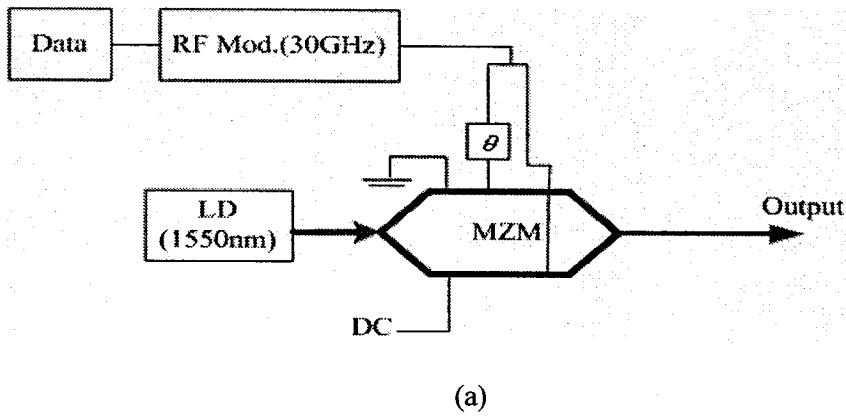 Data
RF Mod.(30GHz)
θ
LD
(1550nm)
MZM
Output
DC
(a)